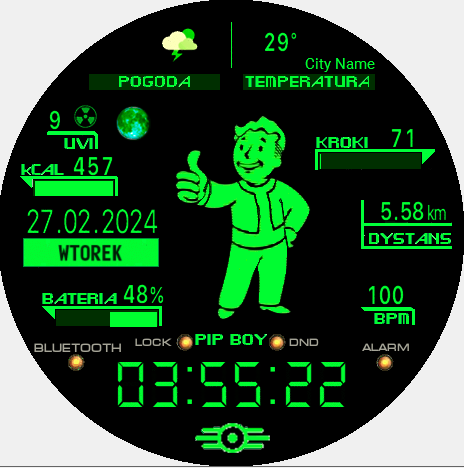 29°
City Name
POGODA
TEMPERATURA
9
UVI
KROKI 71
KCAL 457
27.02.2024
WTOREK
5.58 km
DYSTANS
BATERIA 48%
100
BPM
BLUETOOTH
LOCK
PIP BOY
DND
ALARM
03:55:22